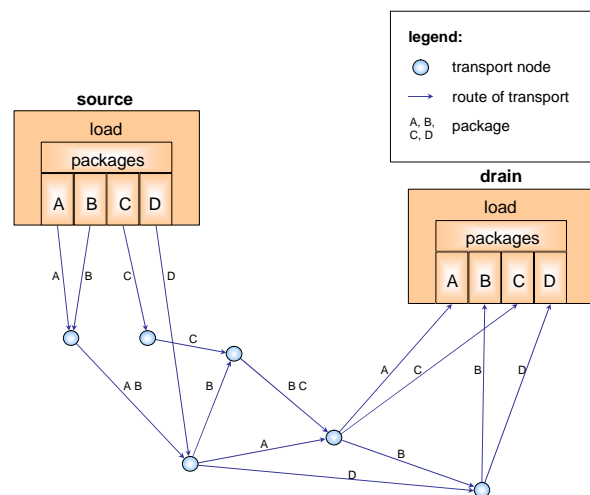 legend:
transport node
route of transport
A, B,
C, D
package
source
load
packages
A B C D
drain
load
packages
A B C D
A
B
C
D
C
A B
B
B C
A
D
A
C
B
B
D